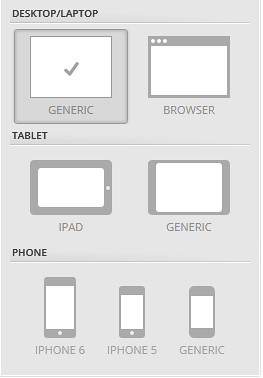 DESKTOP/LAPTOP
GENERIC BROWSER
TABLET
IPAD GENERIC
PHONE
IPHONE 6 IPHONE 5 GENERIC